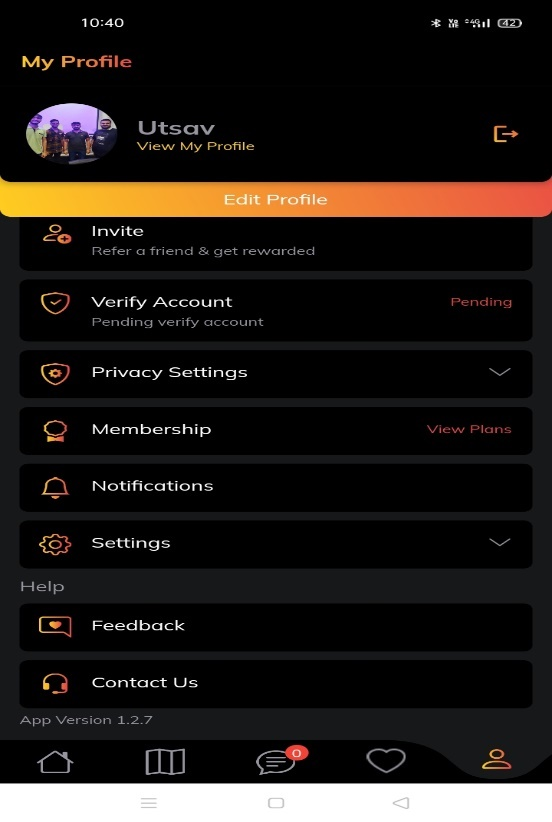 10:40
42
My Profile
Utsav
View My Profile
Edit Profile
Invite
Refer a friend & get rewarded
Verify Account
Pending
Pending verify account
Privacy Settings
Membership
View Plans
Notifications
Settings
Help
Feedback
Contact Us
App Version 1.2.7
0